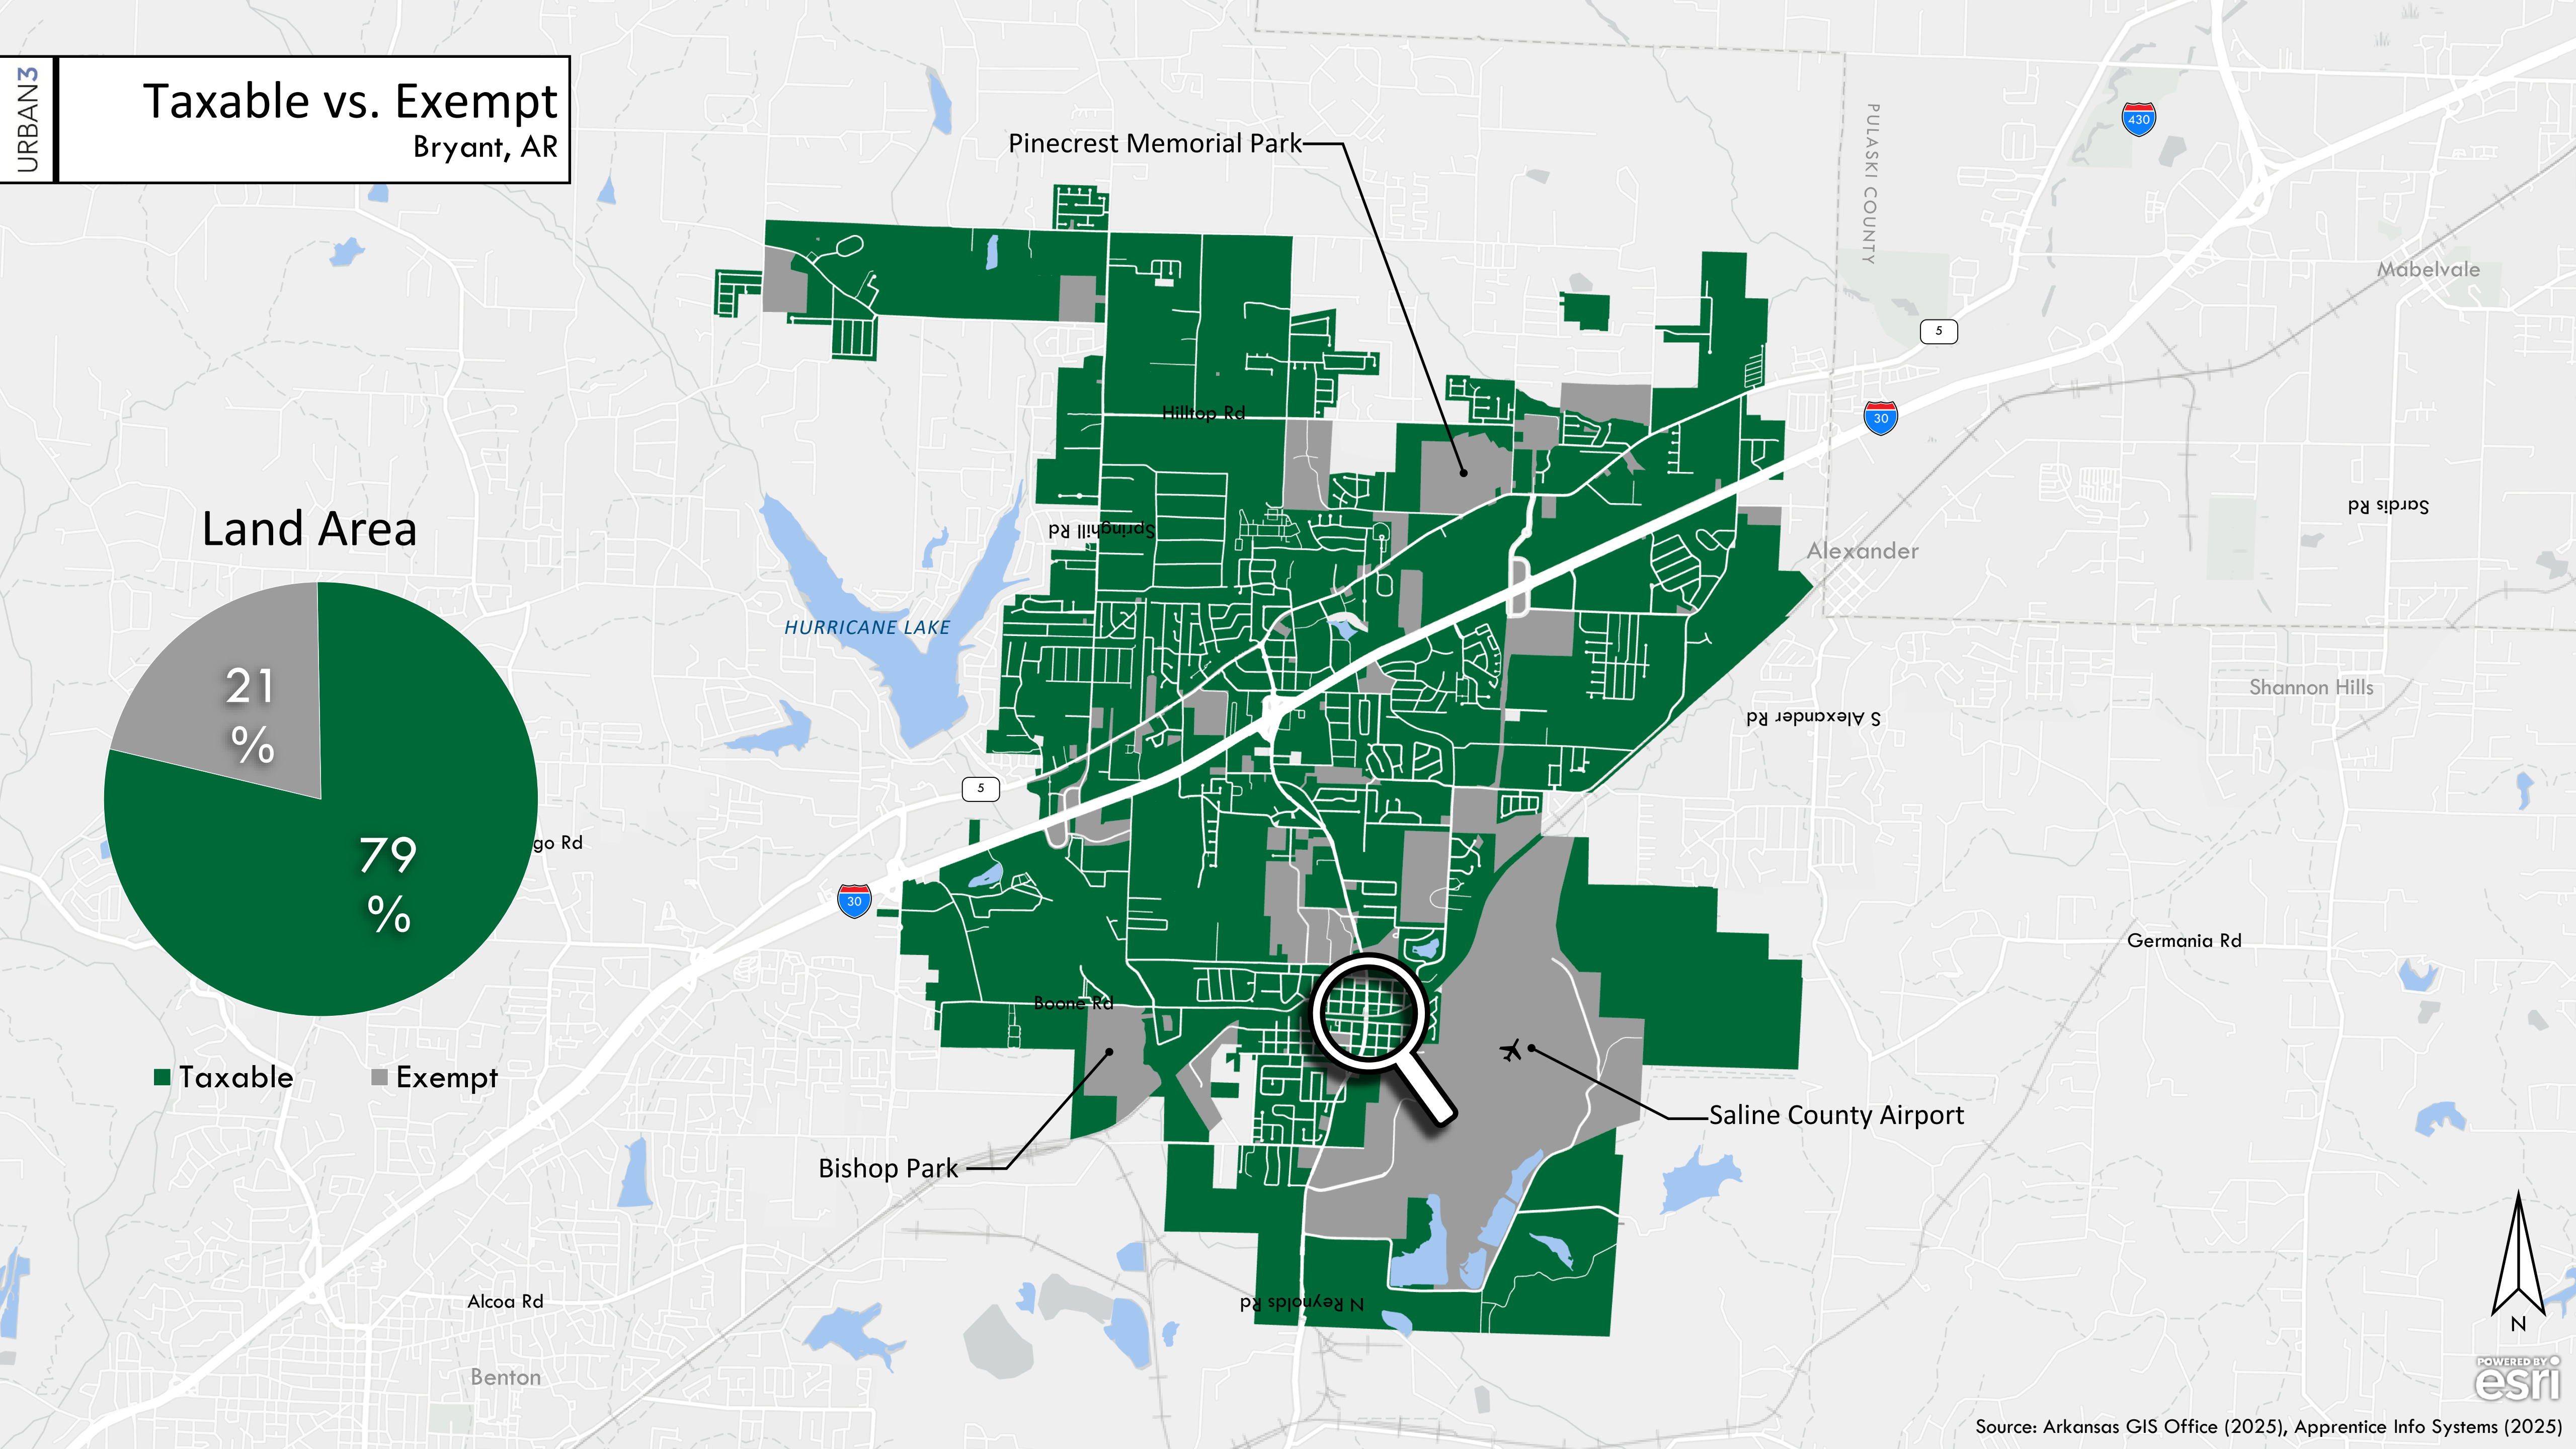 URBAN3
Taxable vs. Exempt
Bryant, AR
Pinecrest Memorial Park
PULASKI COUNTY
430
Mabelvale
5
30
Hilltop Rd
Sardis Rd
Land Area
Springhill Rd
Alexander
HURRICANE LAKE
21
%
Shannon Hills
S Alexander Rd
5
79
%
go Rd
30
Germania Rd
Boone Rd
Taxable
Exempt
Saline County Airport
Bishop Park
Alcoa Rd
N Reynolds Rd
N
Benton
POWERED BY
esri
Source: Arkansas GIS Office (2025), Apprentice Info Systems (2025)